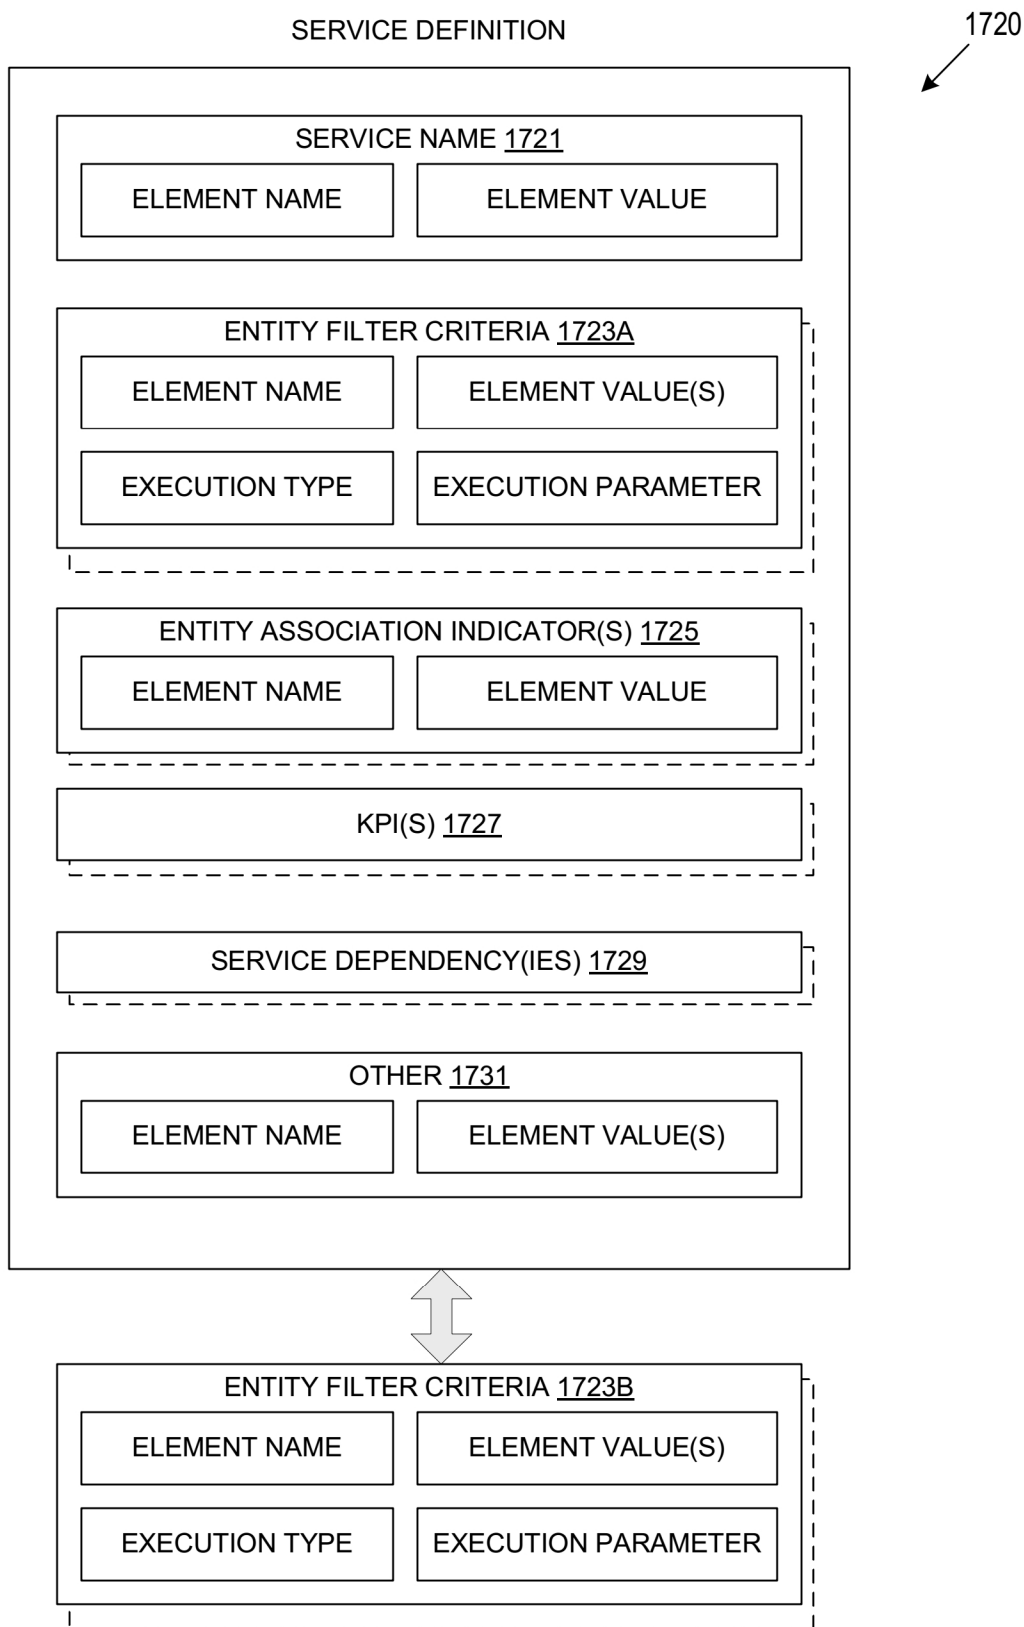 SERVICE DEFINITION
1720
SERVICE NAME 1721
ELEMENT NAME
ELEMENT VALUE
ENTITY FILTER CRITERIA 1723A
ELEMENT NAME
ELEMENT VALUE(S)
EXECUTION TYPE
EXECUTION PARAMETER
ENTITY ASSOCIATION INDICATOR(S) 1725
ELEMENT NAME
ELEMENT VALUE
KPI(S) 1727
SERVICE DEPENDENCY(IES) 1729
OTHER 1731
ELEMENT NAME
ELEMENT VALUE(S)
ENTITY FILTER CRITERIA 1723B
ELEMENT NAME
ELEMENT VALUE(S)
EXECUTION TYPE
EXECUTION PARAMETER